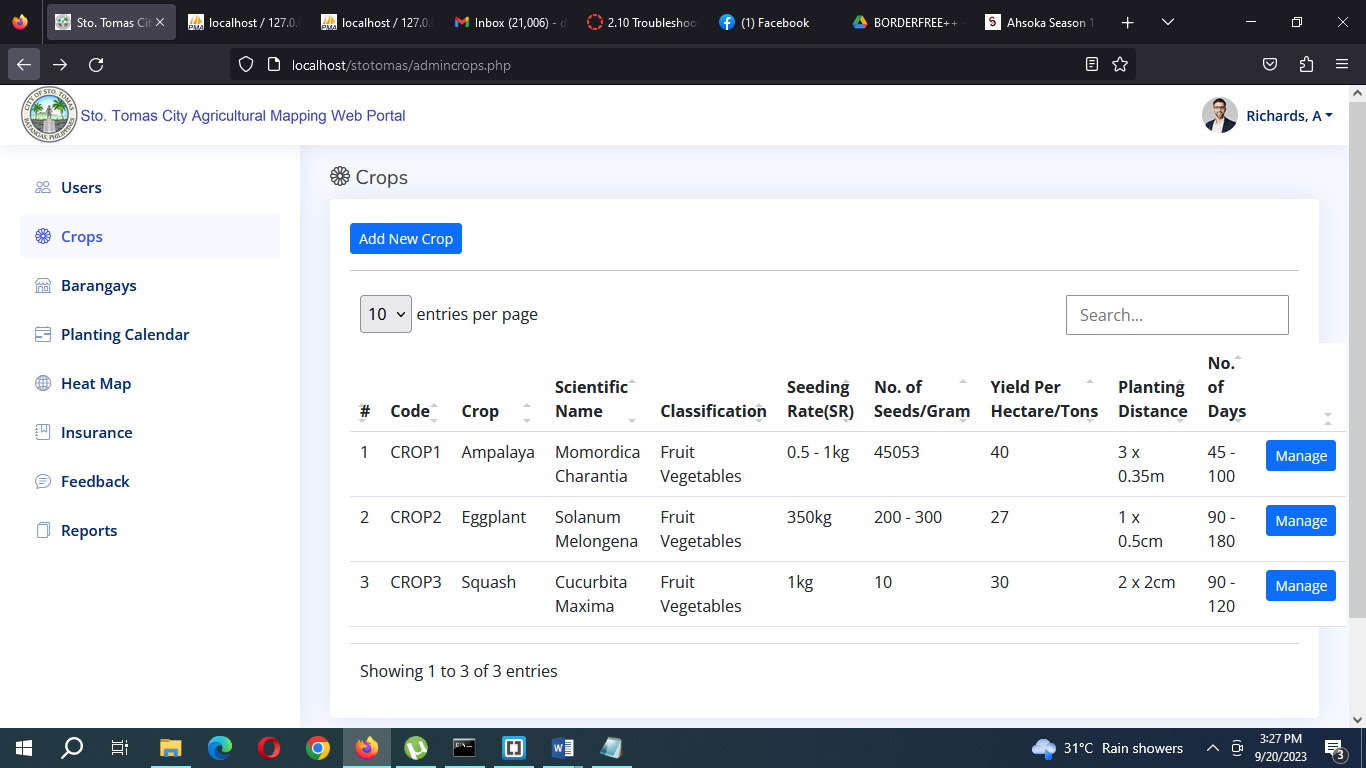 Sto. Tomas Cit
localhost / 127.0.
localhost / 127.0.
Inbox (21,006) - d
2.10 Troubleshoo
(1) Facebook
BORDERFREE++
Ahsoka Season 1
localhost/stotomas/admincrops.php
Sto. Tomas City Agricultural Mapping Web Portal
Richards, A
Users
Crops
Barangays
Planting Calendar
Heat Map
Insurance
Feedback
Reports
Crops
Add New Crop
10 entries per page
Search...
# Code Crop Scientific Name Classification Seeding Rate(SR) No. of Seeds/Gram Yield Per Hectare/Tons Planting Distance No. of Days
1 CROP1 Ampalaya Momordica Charantia Fruit Vegetables 0.5 - 1kg 45053 40 3 x 0.35m 45 - 100 Manage
2 CROP2 Eggplant Solanum Melongena Fruit Vegetables 350kg 200 - 300 27 1 x 0.5cm 90 - 180 Manage
3 CROP3 Squash Cucurbita Maxima Fruit Vegetables 1kg 10 30 2 x 2cm 90 - 120 Manage
Showing 1 to 3 of 3 entries
31°C Rain showers
3:27 PM
9/20/2023
3